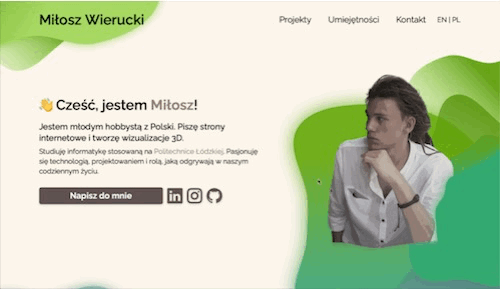 Miłosz Wierucki
Projekty Umiejętności Kontakt EN | PL
👋 Cześć, jestem Miłosz!
Jestem młodym hobbystą z Polski. Piszę strony
internetowe i tworzę wizualizacje 3D.
Studiuję informatykę stosowaną na Politechnice Łódzkiej. Pasjonuję
się technologią, projektowaniem i rolą, jaką odgrywają w naszym
codziennym życiu.
Napisz do mnie
in